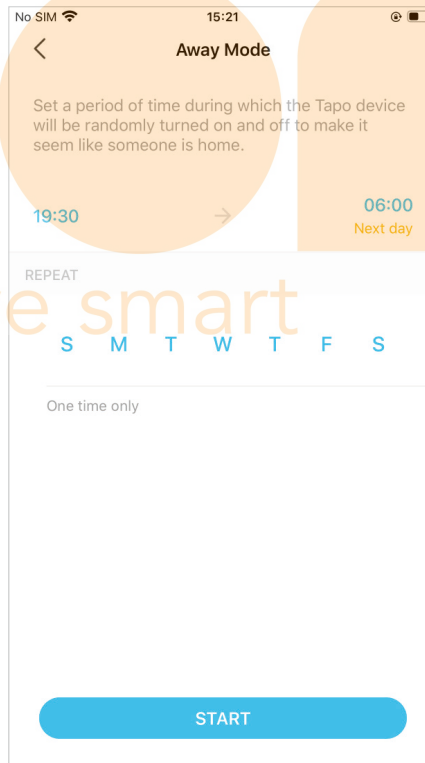 No SIM 15:21
Away Mode
Set a period of time during which the Tapo device
will be randomly turned on and off to make it
seem like someone is home.
19:30 → 06:00
Next day
REPEAT
e smart
S M T W T F S
One time only
START